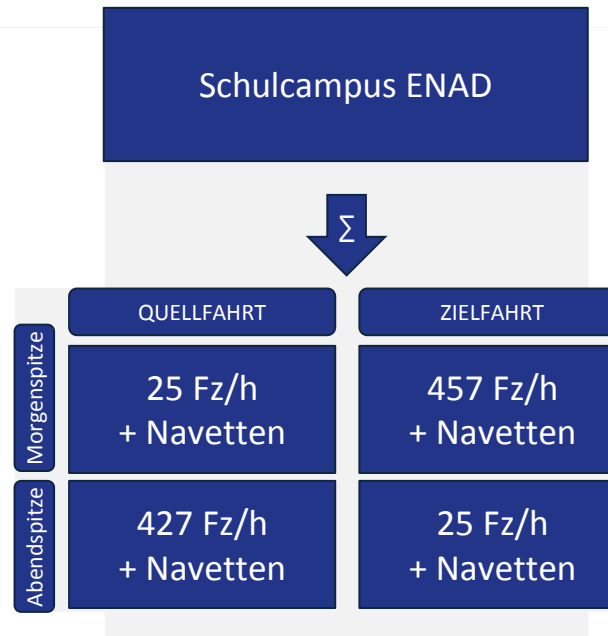 Schulcampus ENAD
∑
QUELLFAHRT
ZIELFAHRT
Morgenspitze
25 Fz/h
+ Navetten
457 Fz/h
+ Navetten
Abendspitze
427 Fz/h
+ Navetten
25 Fz/h
+ Navetten